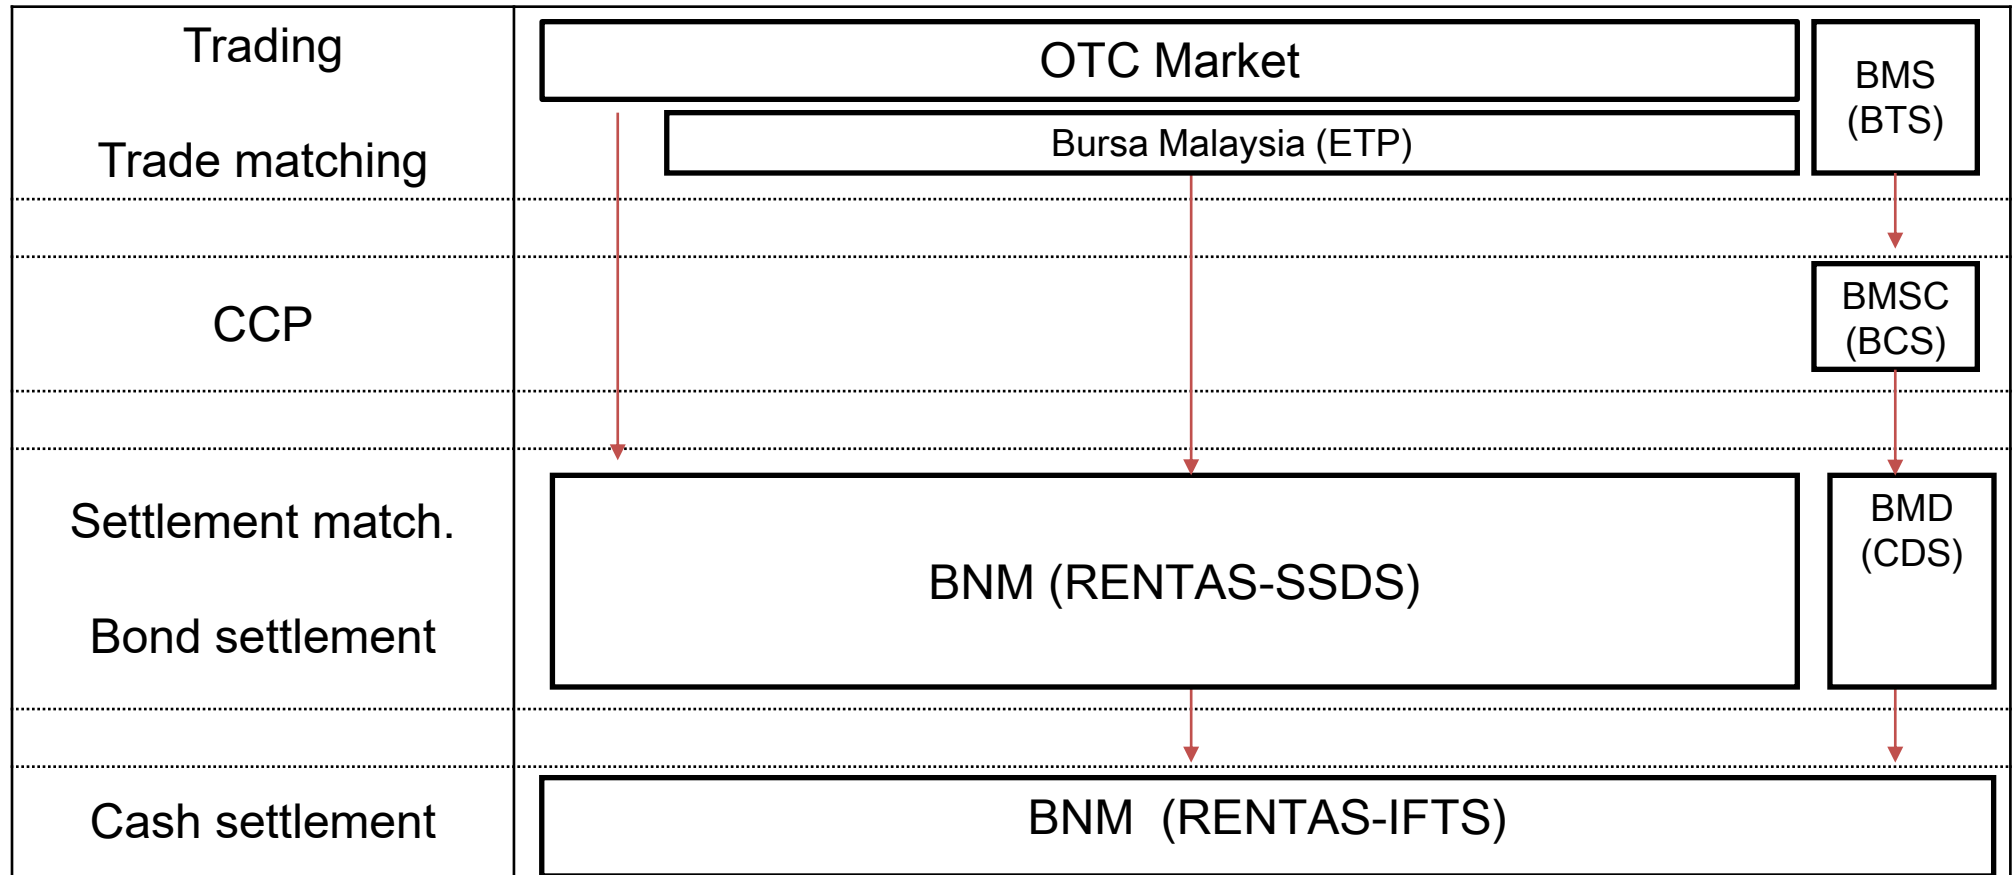 Trading
OTC Market
BMS
(BTS)
Trade matching
Bursa Malaysia (ETP)
CCP
BMSC
(BCS)
Settlement match.
Bond settlement
BNM (RENTAS-SSDS)
BMD
(CDS)
Cash settlement
BNM (RENTAS-IFTS)